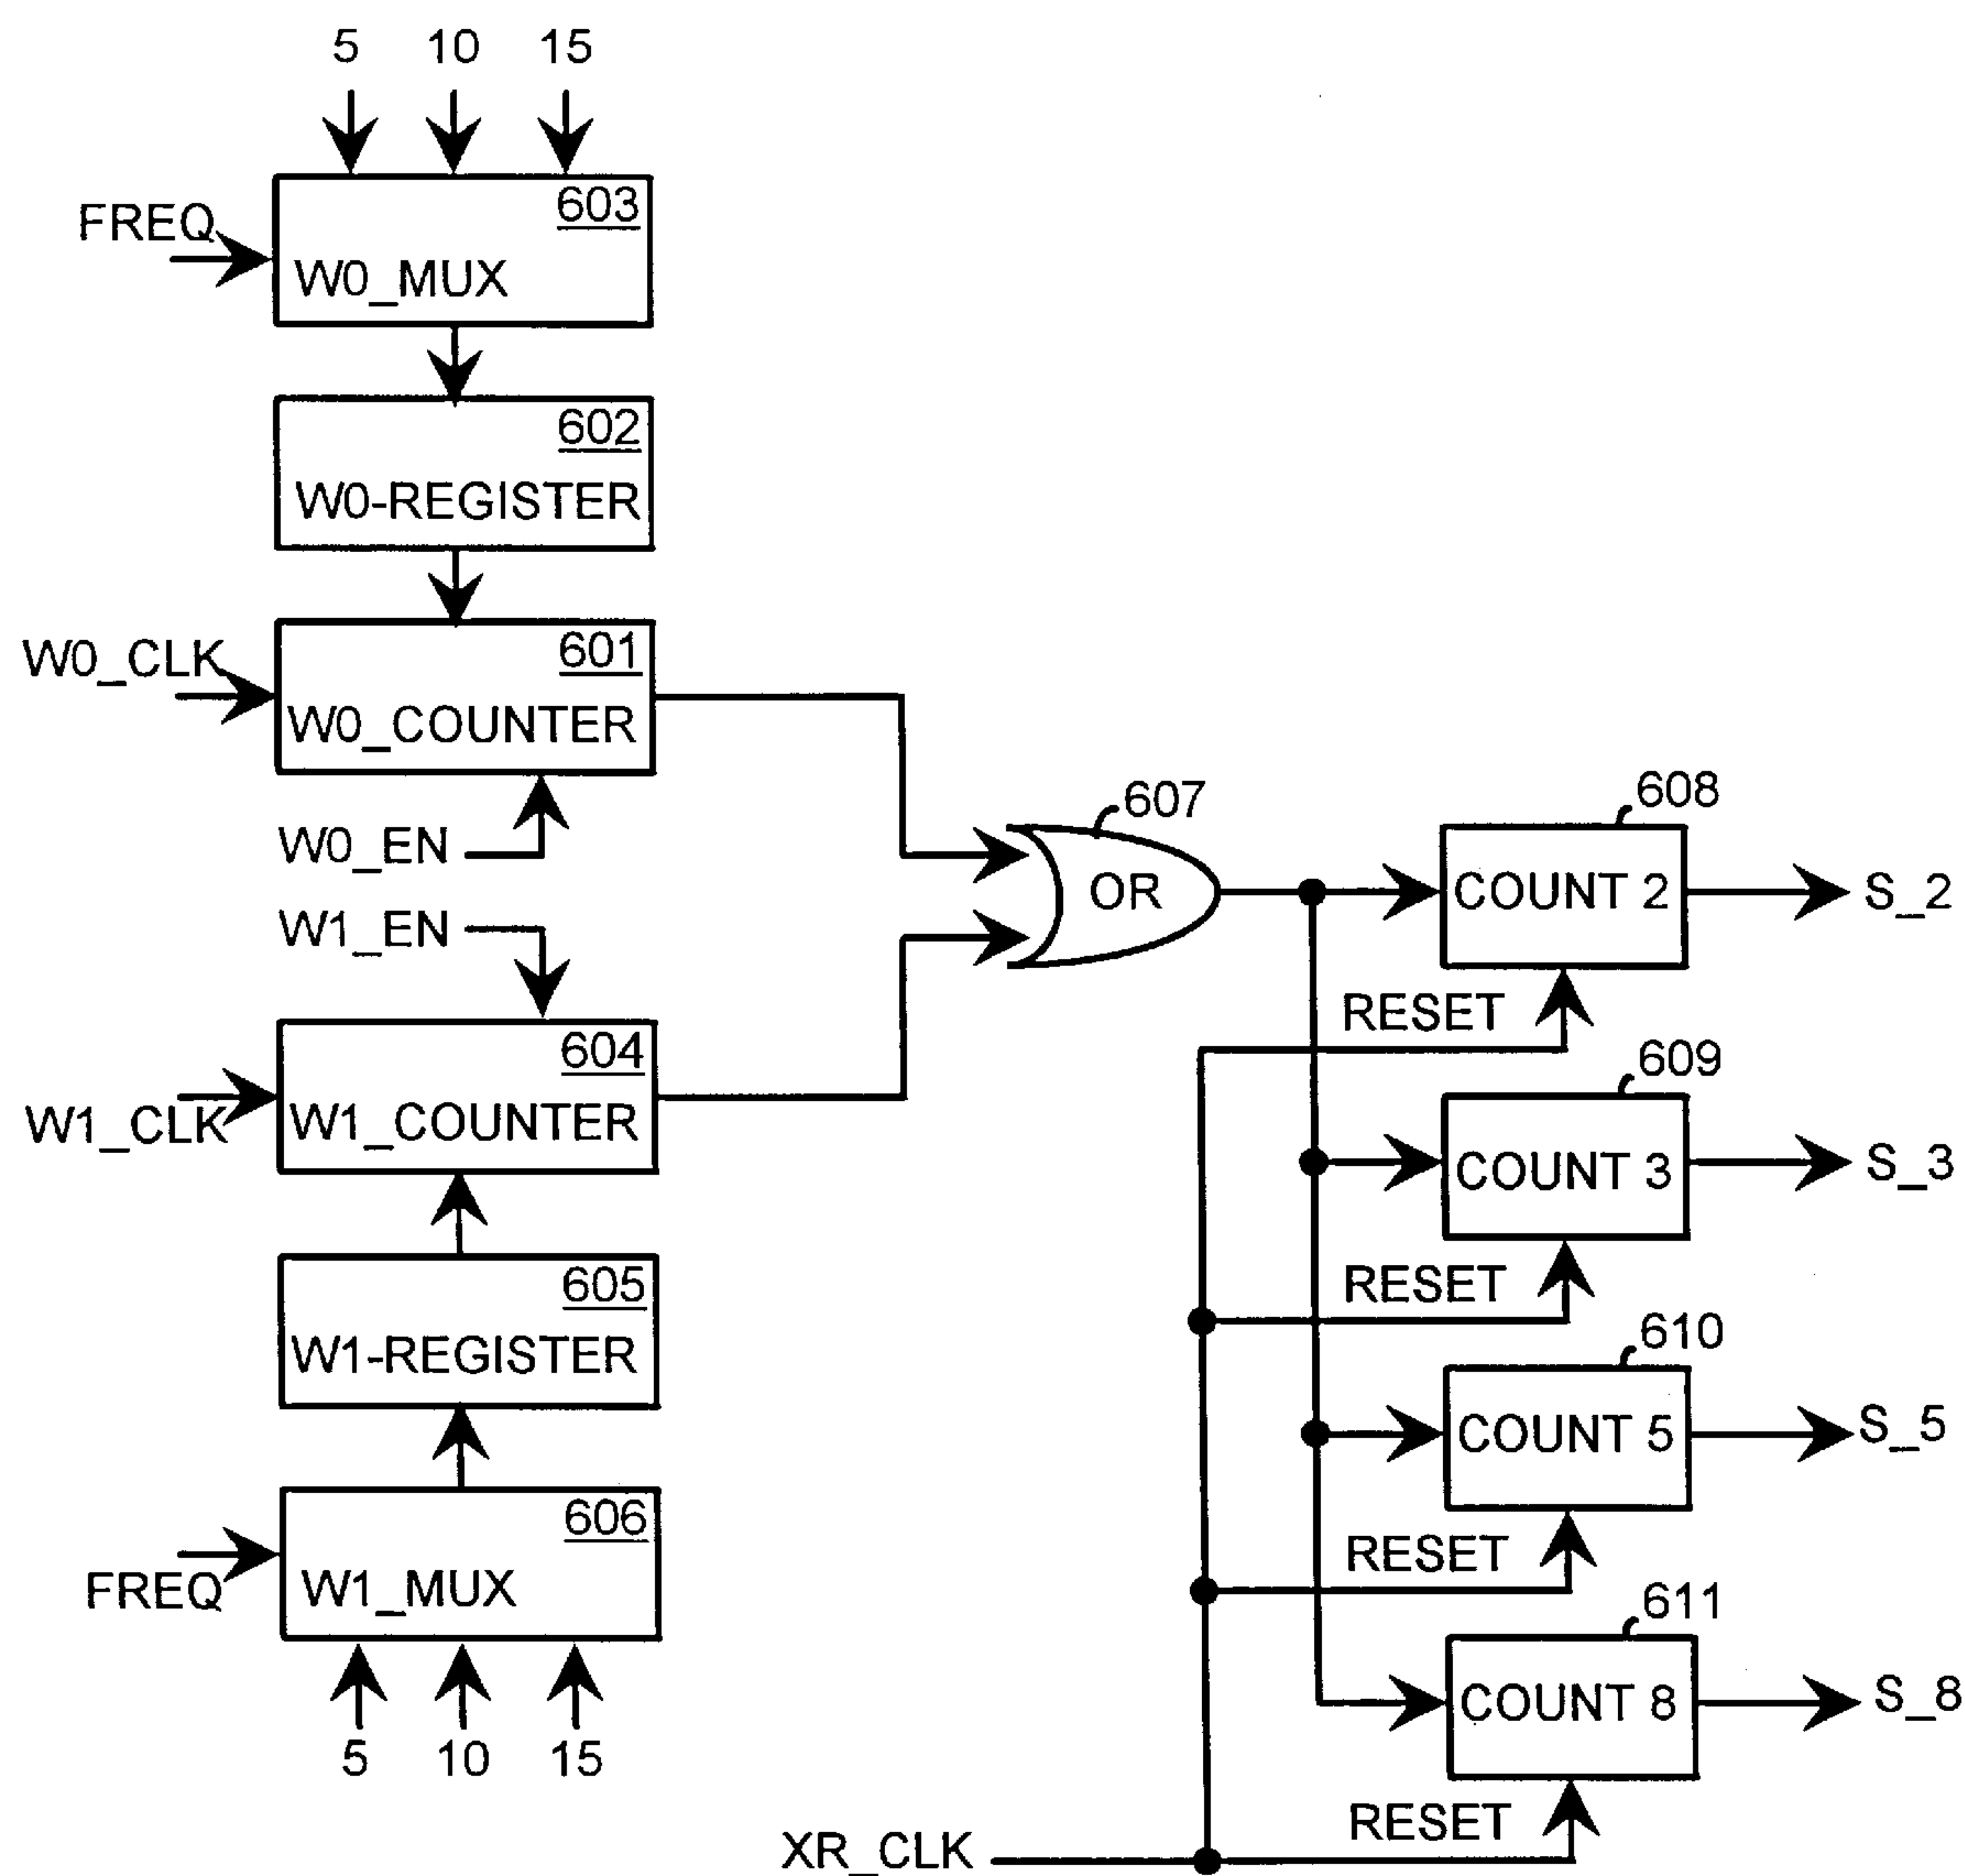 5 10 15
FREQ
603
W0_MUX
602
W0-REGISTER
W0_CLK
601
W0_COUNTER
W0_EN
W1_EN
W1_CLK
604
W1_COUNTER
605
W1-REGISTER
FREQ
606
W1_MUX
5 10 15
607
OR
608
COUNT 2
S_2
RESET
609
COUNT 3
S_3
RESET
610
COUNT 5
S_5
RESET
611
COUNT 8
S_8
RESET
XR_CLK